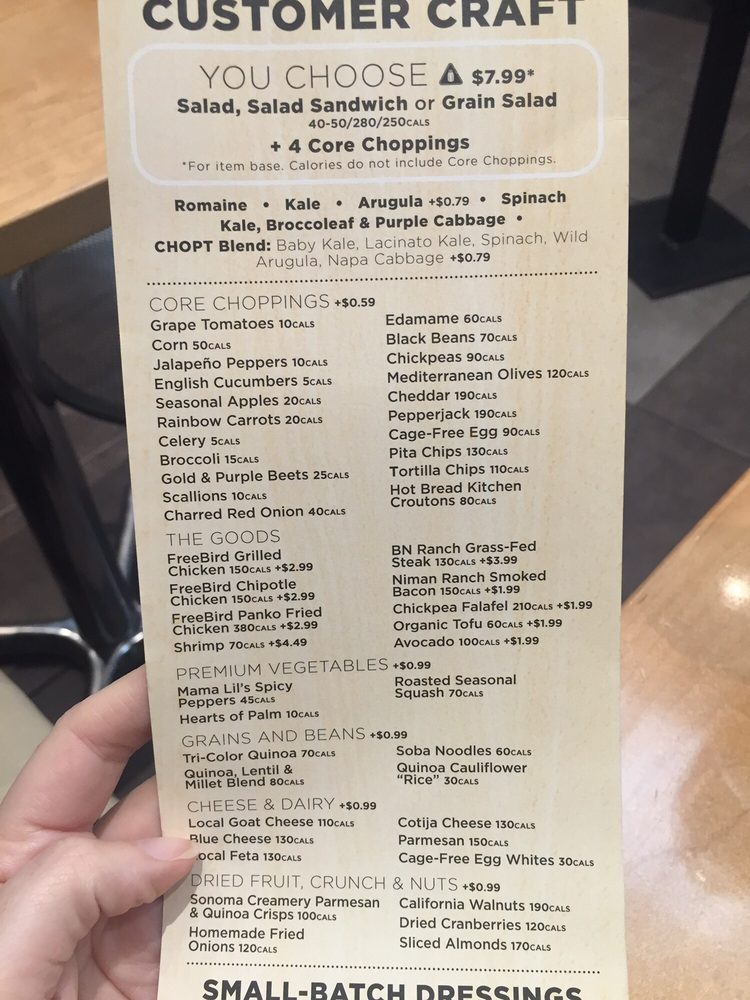 CUSTOMER CRAFT
YOU CHOOSE $7.99*
Salad, Salad Sandwich or Grain Salad
40-50/280/250CALS
+ 4 Core Choppings
*For item base. Calories do not include Core Choppings.
Romaine • Kale • Arugula +$0.79 • Spinach
Kale, Broccoleaf & Purple Cabbage •
CHOPT Blend: Baby Kale, Lacinato Kale, Spinach, Wild
Arugula, Napa Cabbage +$0.79
CORE CHOPPINGS +$0.59
Grape Tomatoes 10CALS
Corn 50CALS
Jalapeño Peppers 10CALS
English Cucumbers 5CALS
Seasonal Apples 20CALS
Rainbow Carrots 20CALS
Celery 5CALS
Broccoli 15CALS
Gold & Purple Beets 25CALS
Scallions 10CALS
Charred Red Onion 40CALS
Edamame 60CALS
Black Beans 70CALS
Chickpeas 90CALS
Mediterranean Olives 120CALS
Cheddar 190CALS
Pepperjack 190CALS
Cage-Free Egg 90CALS
Pita Chips 130CALS
Tortilla Chips 110CALS
Hot Bread Kitchen
Croutons 80CALS
THE GOODS
FreeBird Grilled
Chicken 150CALS +$2.99
FreeBird Chipotle
Chicken 150CALS +$2.99
FreeBird Panko Fried
Chicken 380CALS +$2.99
Shrimp 70CALS +$4.49
BN Ranch Grass-Fed
Steak 130CALS +$3.99
Niman Ranch Smoked
Bacon 150CALS +$1.99
Chickpea Falafel 210CALS +$1.99
Organic Tofu 60CALS +$1.99
Avocado 100CALS +$1.99
PREMIUM VEGETABLES +$0.99
Mama Lil's Spicy
Peppers 45CALS
Hearts of Palm 10CALS
Roasted Seasonal
Squash 70CALS
GRAINS AND BEANS +$0.99
Tri-Color Quinoa 70CALS
Quinoa, Lentil &
Millet Blend 80CALS
Soba Noodles 60CALS
Quinoa Cauliflower
“Rice” 30CALS
CHEESE & DAIRY +$0.99
Local Goat Cheese 110CALS
Blue Cheese 130CALS
Local Feta 130CALS
Cotija Cheese 130CALS
Parmesan 150CALS
Cage-Free Egg Whites 30CALS
DRIED FRUIT, CRUNCH & NUTS +$0.99
Sonoma Creamery Parmesan
& Quinoa Crisps 100CALS
Homemade Fried
Onions 120CALS
California Walnuts 190CALS
Dried Cranberries 120CALS
Sliced Almonds 170CALS
SMALL-BATCH DRESSINGS